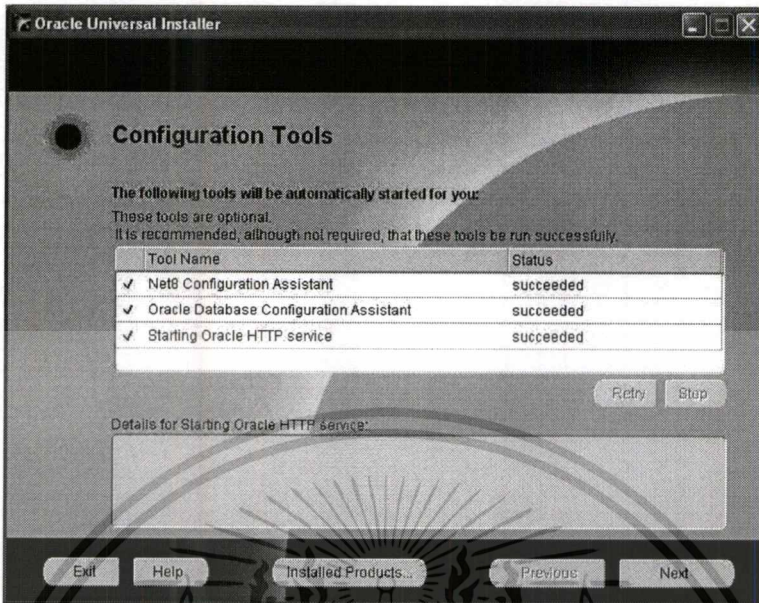 Oracle Universal Installer
Configuration Tools
The following tools will be automatically started for you:
These tools are optional.
It is recommended, although not required, that these tools be run successfully.
Tool Name Status
✓ Net8 Configuration Assistant succeeded
✓ Oracle Database Configuration Assistant succeeded
✓ Starting Oracle HTTP service succeeded
Retry Stop
Details for Starting Oracle HTTP service:
Exit Help Installed Products... Previous Next